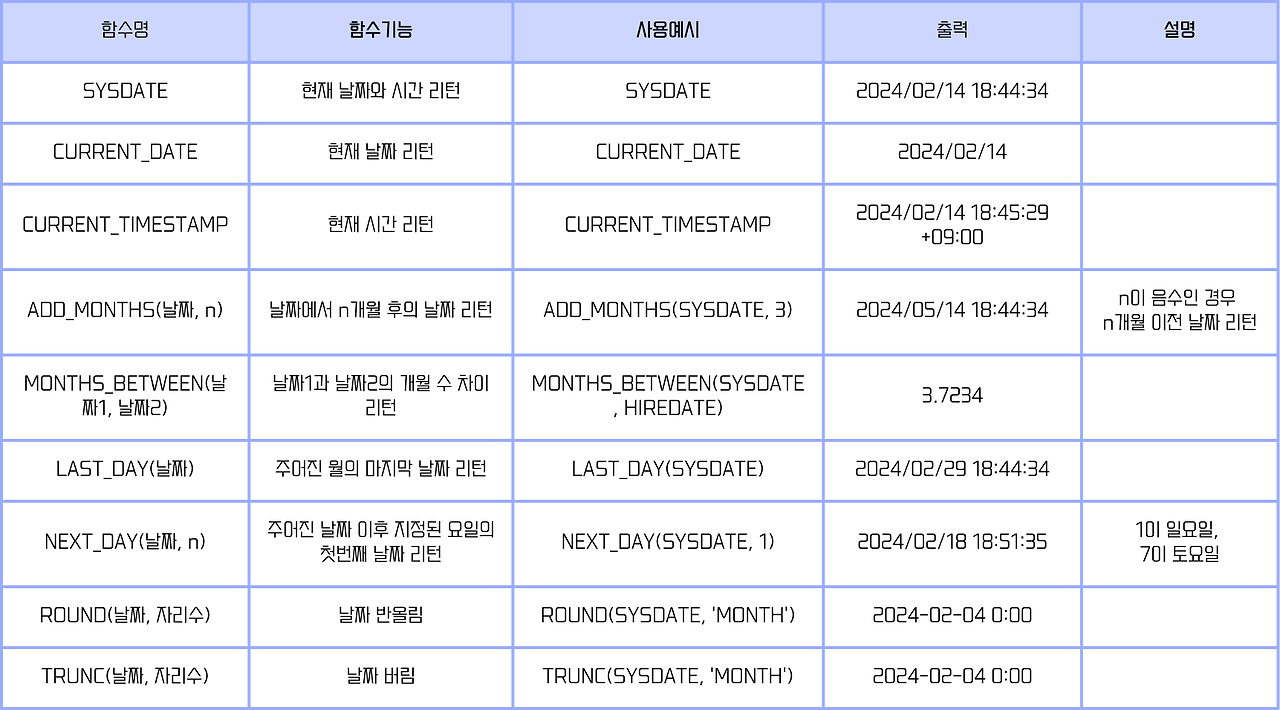 함수명
함수기능
사용예시
출력
설명
SYSDATE
현재 날짜와 시간 리턴
SYSDATE
2024/02/14 18:44:34
CURRENT_DATE
현재 날짜 리턴
CURRENT_DATE
2024/02/14
CURRENT_TIMESTAMP
현재 시간 리턴
CURRENT_TIMESTAMP
2024/02/14 18:45:29
+09:00
ADD_MONTHS(날짜, n)
날짜에서 n개월 후의 날짜 리턴
ADD_MONTHS(SYSDATE, 3)
2024/05/14 18:44:34
n이 음수인 경우
n개월 이전 날짜 리턴
MONTHS_BETWEEN(날
짜1, 날짜2)
날짜1과 날짜2의 개월 수 차이
리턴
MONTHS_BETWEEN(SYSDATE
, HIREDATE)
3.7234
LAST_DAY(날짜)
주어진 월의 마지막 날짜 리턴
LAST_DAY(SYSDATE)
2024/02/29 18:44:34
NEXT_DAY(날짜, n)
주어진 날짜 이후 지정된 요일의
첫번째 날짜 리턴
NEXT_DAY(SYSDATE, 1)
2024/02/18 18:51:35
1이 일요일,
7이 토요일
ROUND(날짜, 자리수)
날짜 반올림
ROUND(SYSDATE, 'MONTH')
2024-02-04 0:00
TRUNC(날짜, 자리수)
날짜 버림
TRUNC(SYSDATE, 'MONTH')
2024-02-04 0:00